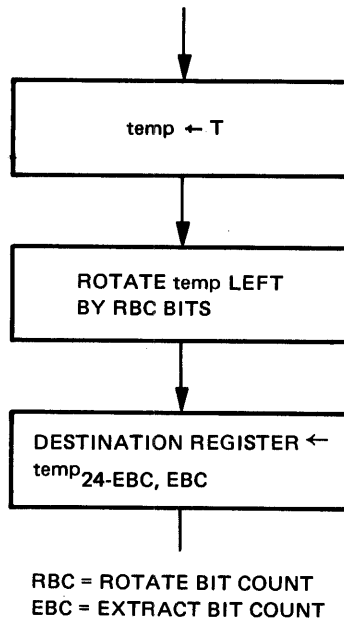 temp ← T
ROTATE temp LEFT
BY RBC BITS
DESTINATION REGISTER ←
temp24-EBC, EBC
RBC = ROTATE BIT COUNT
EBC = EXTRACT BIT COUNT